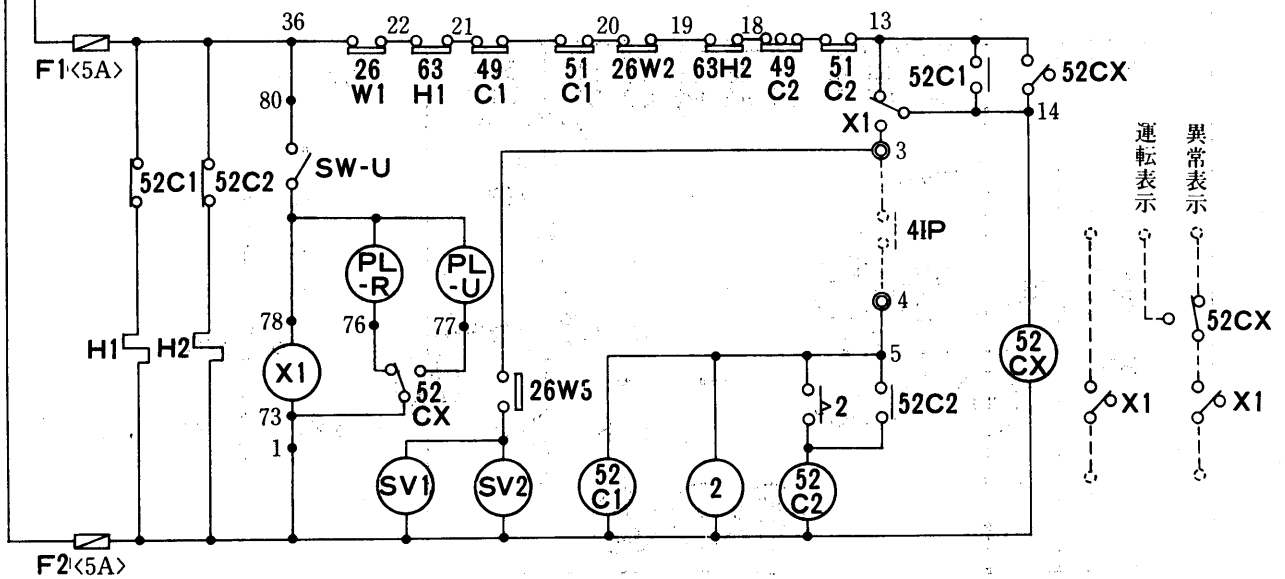 36
22
21
20
19
18
13
F1<5A>
26
W1
63
H1
49
C1
51
C1
26W2
63H2
49
C2
51
C2
52C1
52CX
80
X1
14
3
SW-U
52C1
52C2
運転表示
異常表示
4IP
PL
-R
PL
-U
4
78
76
77
H1
H2
5
52
CX
52CX
X1
52
CX
26W5
2
52C2
X1
X1
73
1
SV1
SV2
52
C1
2
52
C2
F2<5A>